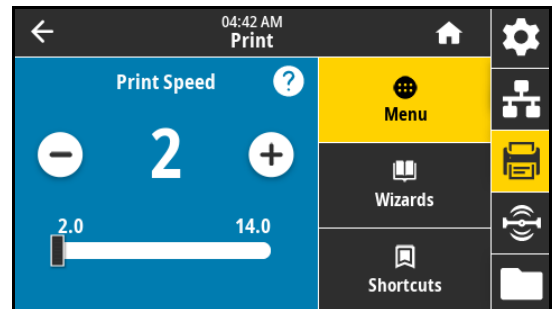 04:42 AM
Print
Print Speed
?
2
2.0 14.0
Menu
Wizards
Shortcuts